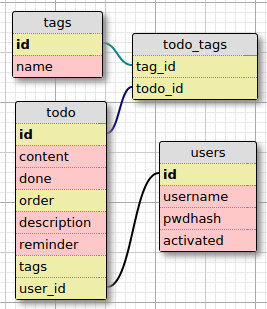 tags
id
name
todo_tags
tag_id
todo_id
todo
id
content
done
order
description
reminder
tags
user_id
users
id
username
pwdhash
activated